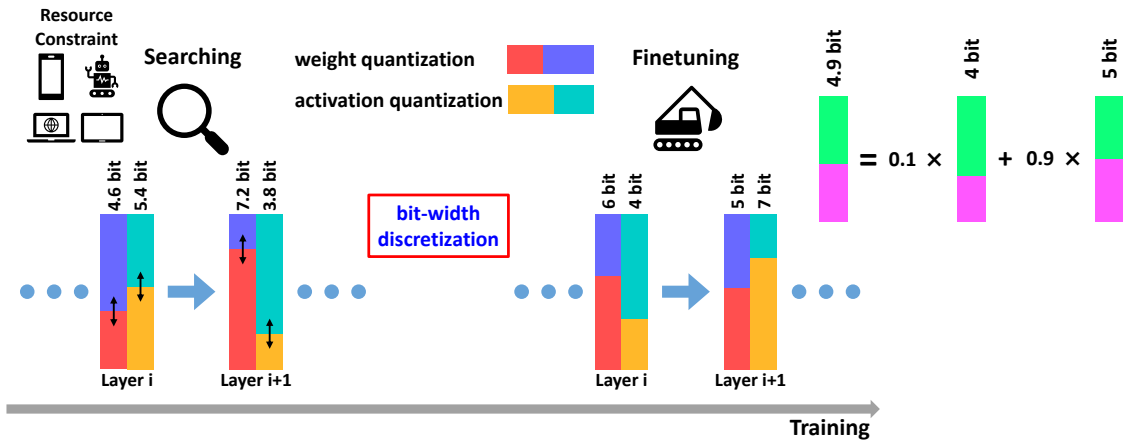 Resource
Constraint
Searching
weight quantization
activation quantization
Finetuning
4.9 bit
=
0.1 ×
4 bit
+
0.9 ×
5 bit
4.6 bit
5.4 bit
7.2 bit
3.8 bit
bit-width
discretization
6 bit
4 bit
5 bit
7 bit
Layer i
Layer i+1
Layer i
Layer i+1
Training